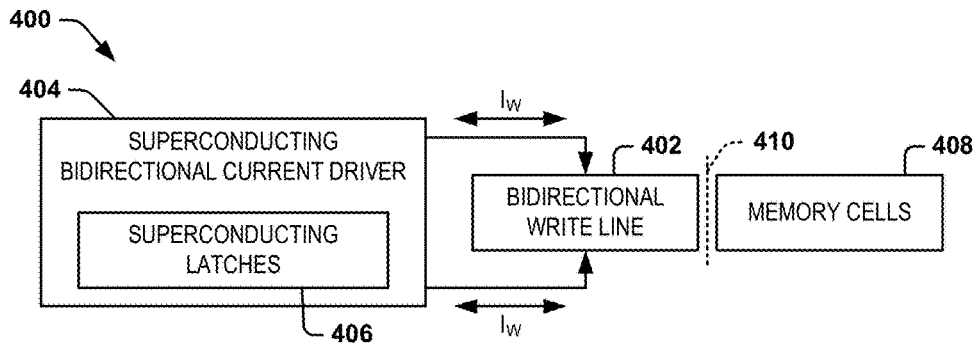 400
404
SUPERCONDUCTING
BIDIRECTIONAL CURRENT DRIVER
SUPERCONDUCTING
LATCHES
406
IW
IW
402
BIDIRECTIONAL
WRITE LINE
410
408
MEMORY CELLS